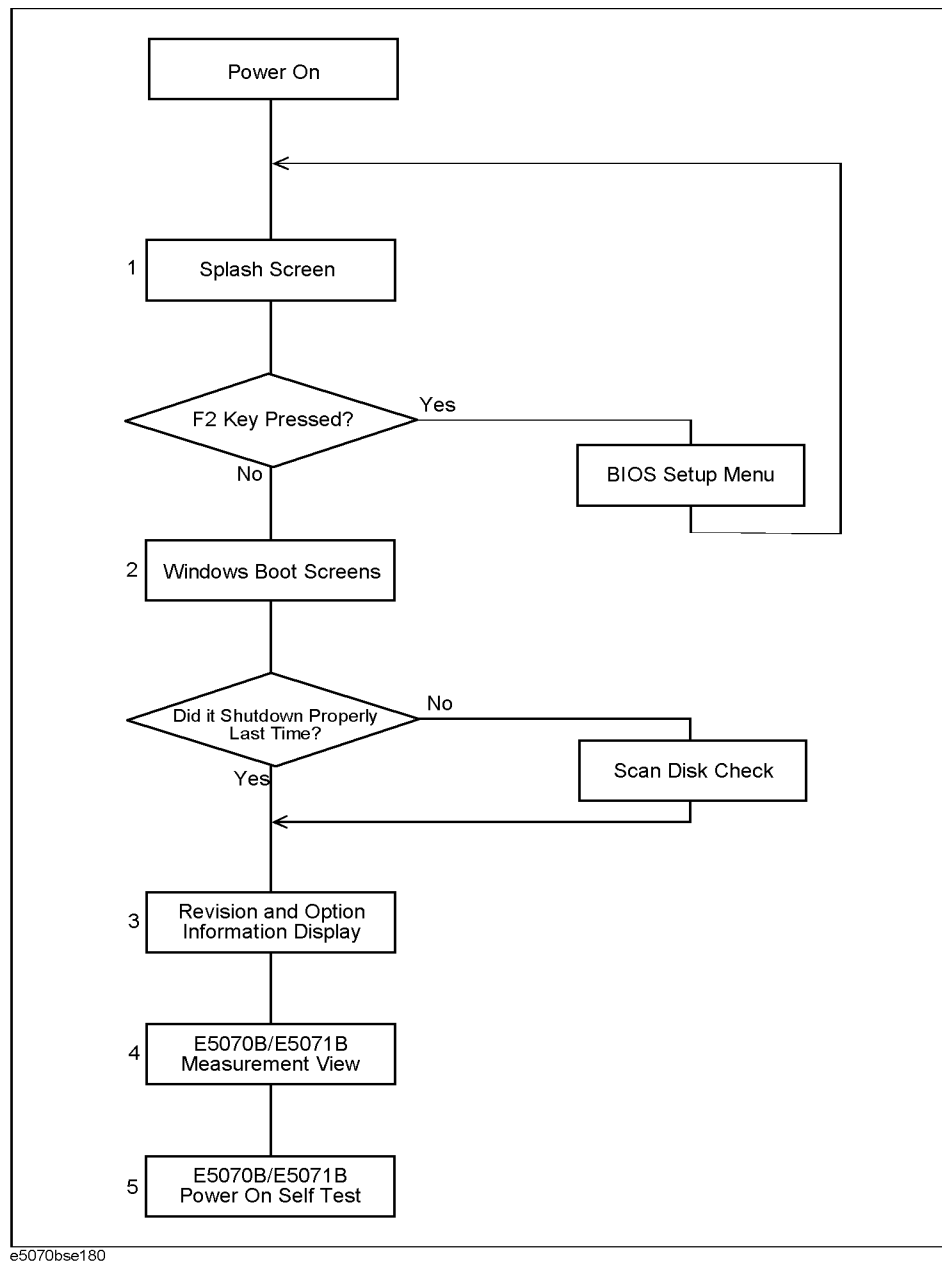 Power On
1
Splash Screen
F2 Key Pressed?
Yes
No
BIOS Setup Menu
2
Windows Boot Screens
Did it Shutdown Properly
Last Time?
No
Yes
Scan Disk Check
3
Revision and Option
Information Display
4
E5070B/E5071B
Measurement View
5
E5070B/E5071B
Power On Self Test
e5070bse180